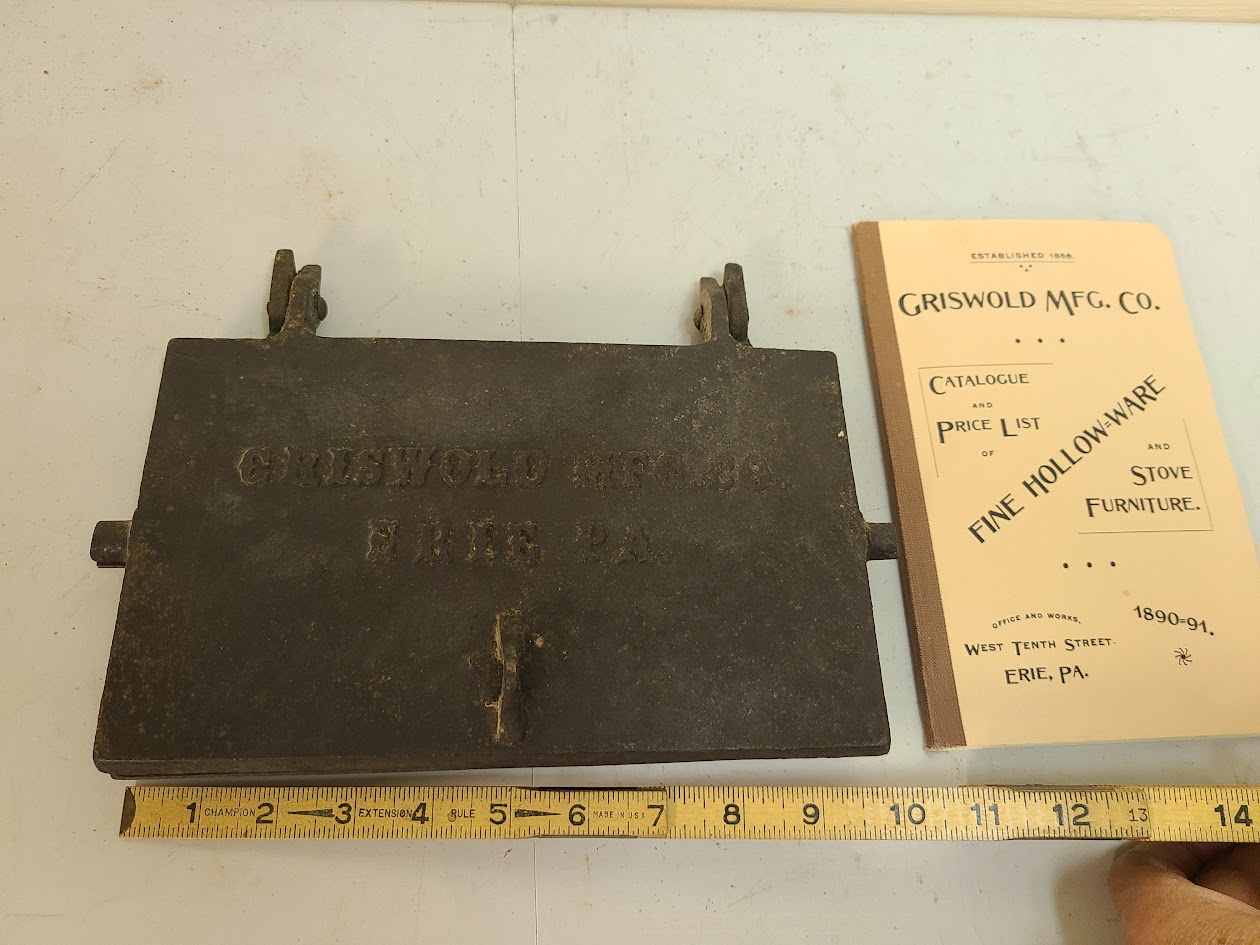 GRISWOLD MFG. CO.
ERIE PA.
ESTABLISHED 1868.
GRISWOLD MFG. CO.
CATALOGUE
AND
PRICE LIST
OF
FINE HOLLOW=WARE
AND
STOVE
FURNITURE.
OFFICE AND WORKS,
WEST TENTH STREET
ERIE, PA.
1890=91.
1 CHAMPION 2 3 EXTENSION 4 RULE 5 6 MADE IN USA 7 8 9 10 11 12 13 14